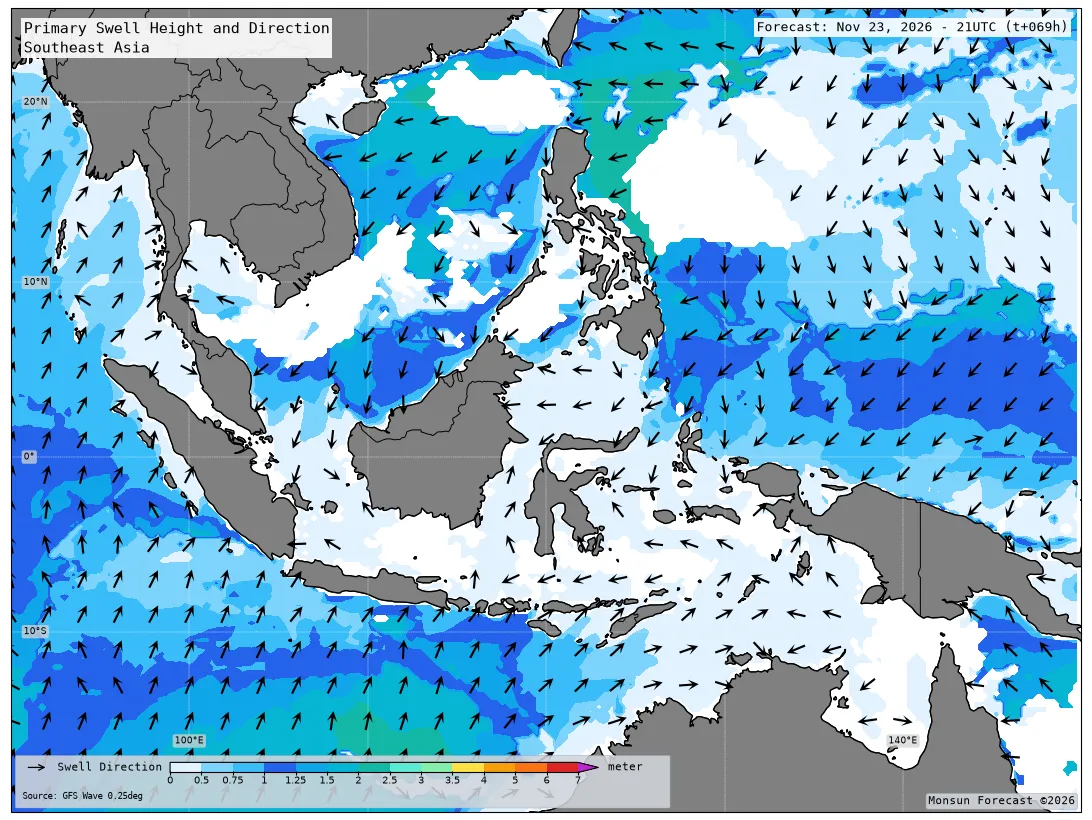 Primary Swell Height and Direction
Southeast Asia
Forecast: Nov 23, 2026 - 21UTC (t+069h)
20°N
10°N
0°
10°S
100°E
140°E
Swell Direction
0 0.5 0.75 1 1.25 1.5 2 2.5 3 3.5 4 5 6 7
meter
Source: GFS Wave 0.25deg
Monsun Forecast ©2026